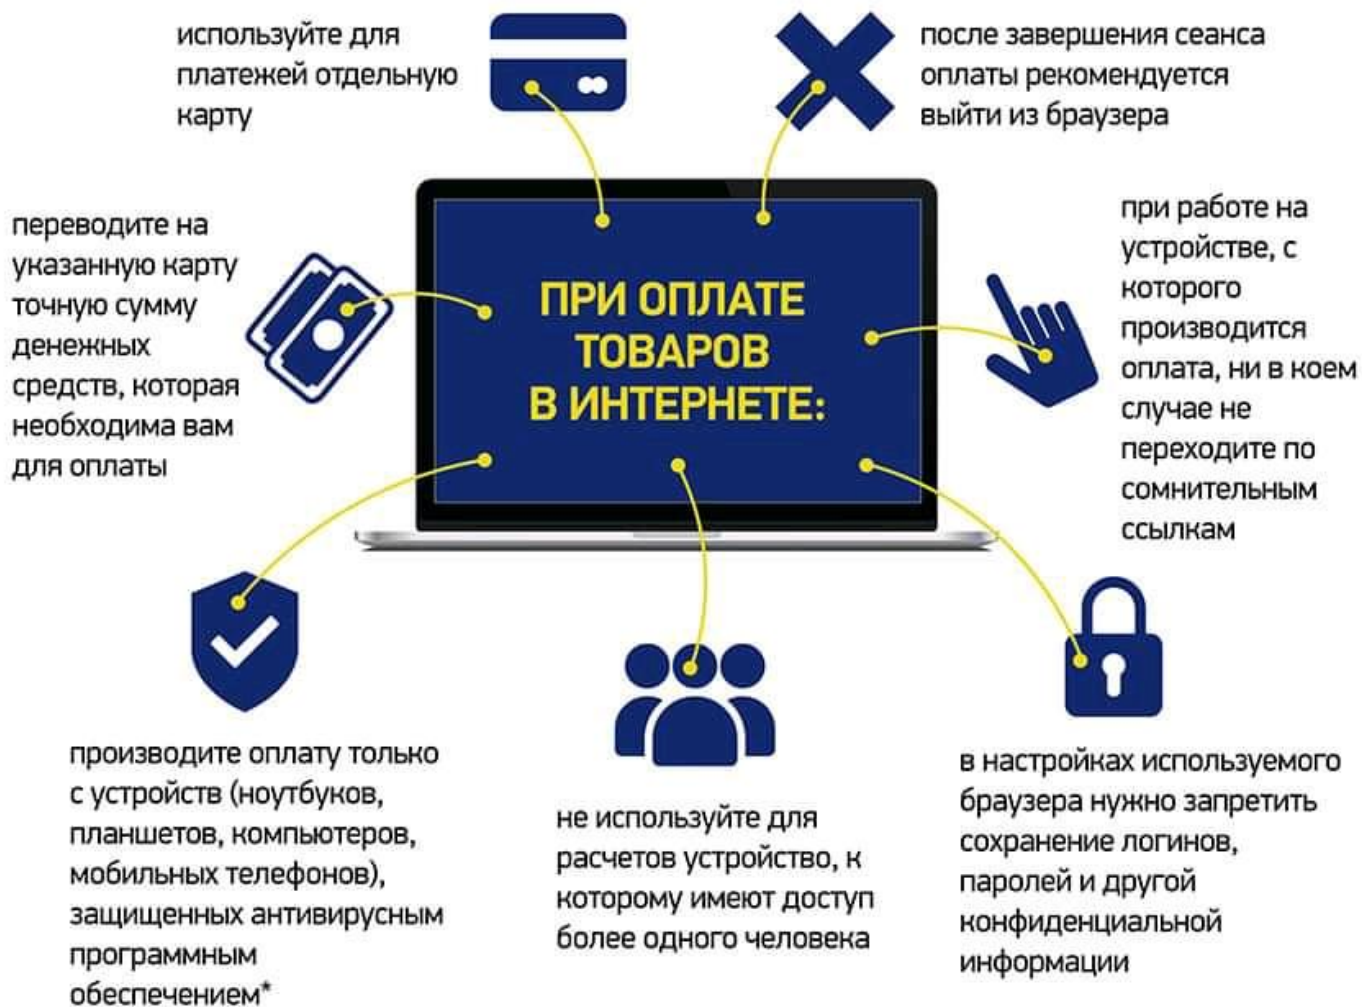 используйте для
платежей отдельную
карту
после завершения сеанса
оплаты рекомендуется
выйти из браузера
переводите на
указанную карту
точную сумму
денежных
средств, которая
необходима вам
для оплаты
ПРИ ОПЛАТЕ
ТОВАРОВ
В ИНТЕРНЕТЕ:
при работе на
устройстве, с
которого
производится
оплата, ни в коем
случае не
переходите по
сомнительным
ссылкам
производите оплату только
с устройств (ноутбуков,
планшетов, компьютеров,
мобильных телефонов),
защищенных антивирусным
программным
обеспечением*
не используйте для
расчетов устройство, к
которому имеют доступ
более одного человека
в настройках используемого
браузера нужно запретить
сохранение логинов,
паролей и другой
конфиденциальной
информации